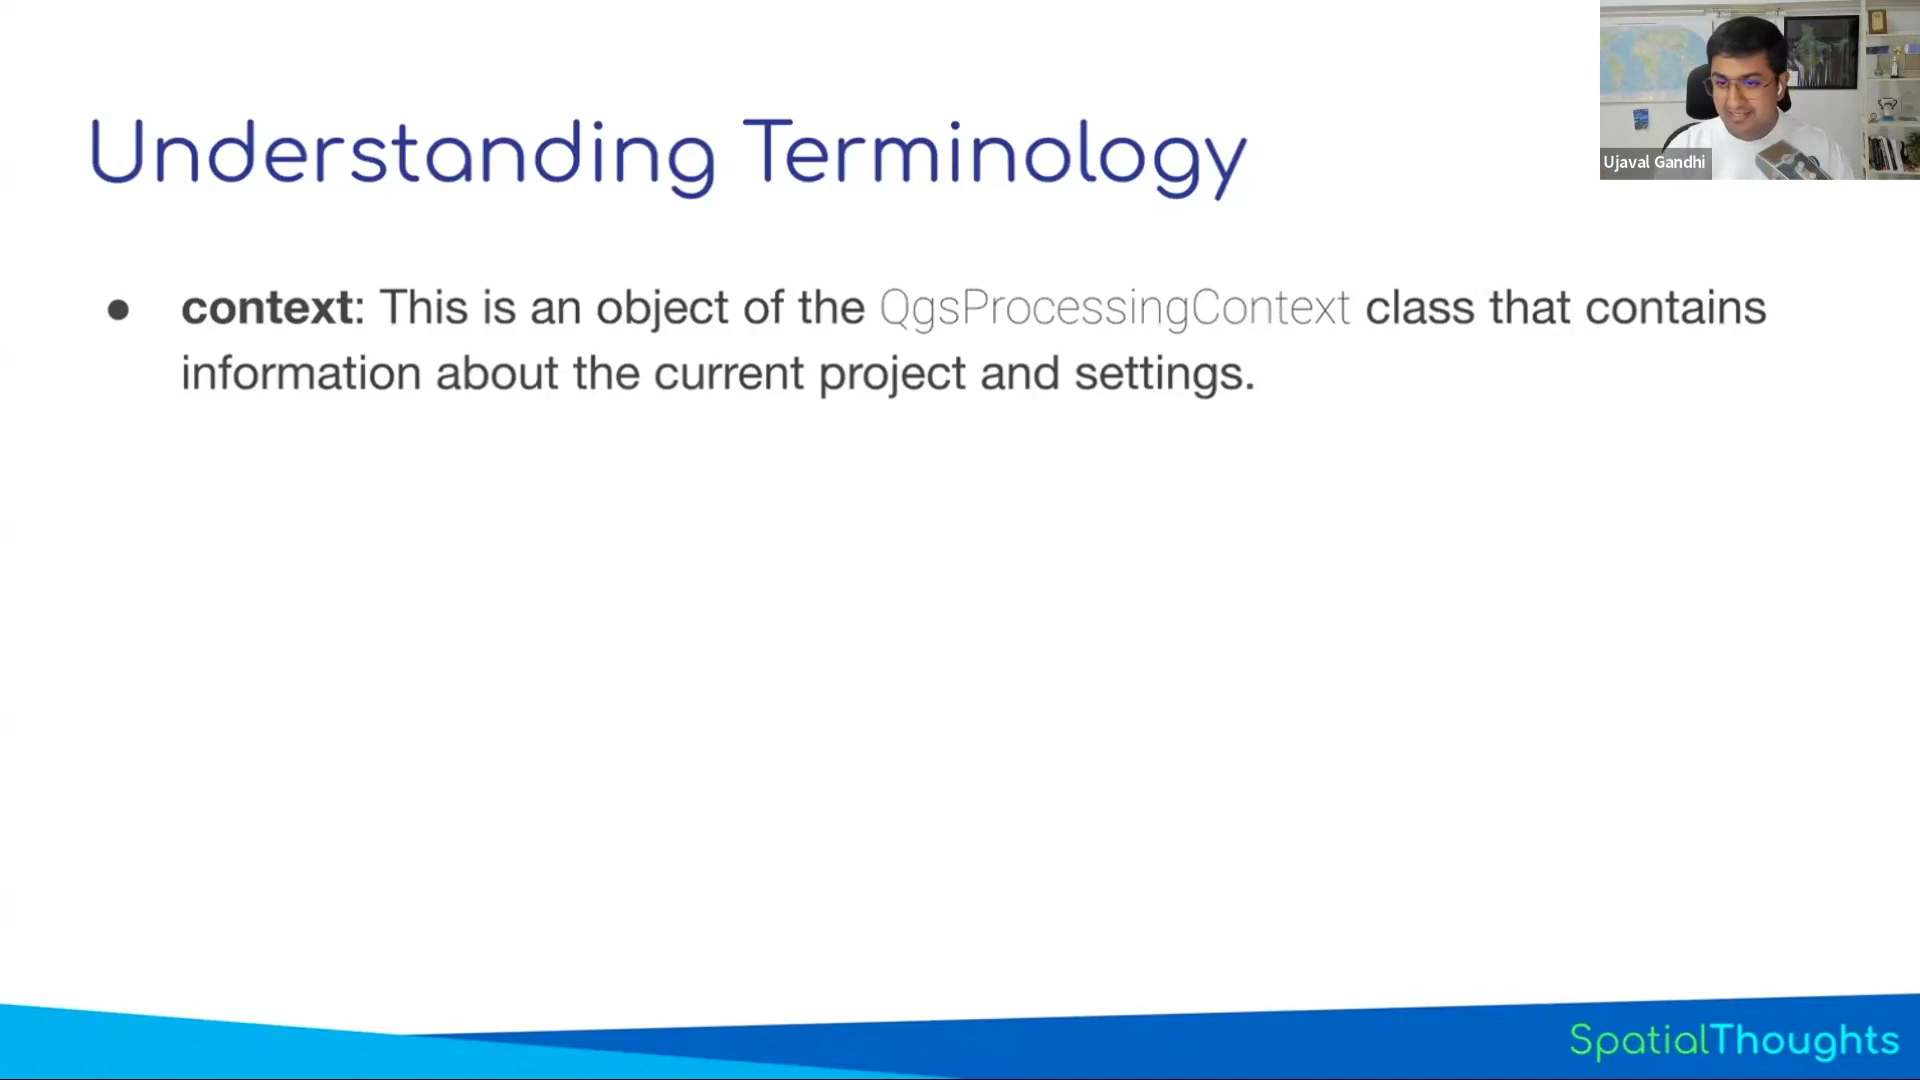 Understanding Terminology
● context: This is an object of the QgsProcessingContext class that contains
information about the current project and settings.
Ujaval Gandhi
SpatialThoughts